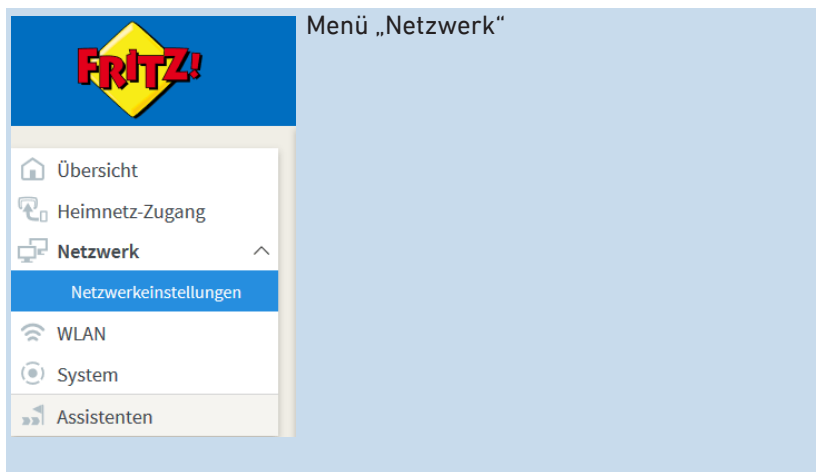 FRITZ!
Menü „Netzwerk“
Übersicht
Heimnetz-Zugang
Netzwerk
Netzwerkeinstellungen
WLAN
System
Assistenten